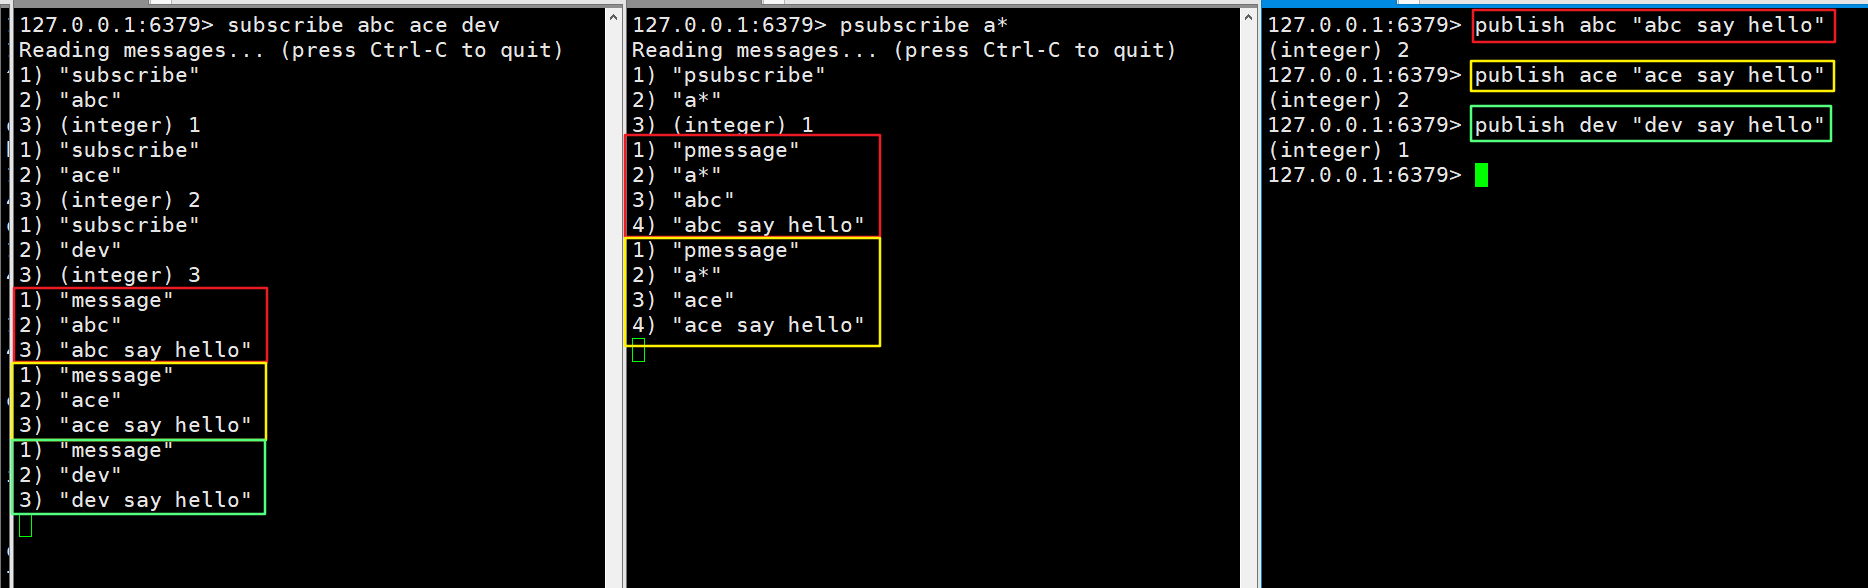 127.0.0.1:6379> subscribe abc ace dev
Reading messages... (press Ctrl-C to quit)
1) "subscribe"
2) "abc"
3) (integer) 1
1) "subscribe"
2) "ace"
3) (integer) 2
1) "subscribe"
2) "dev"
3) (integer) 3
1) "message"
2) "abc"
3) "abc say hello"
1) "message"
2) "ace"
3) "ace say hello"
1) "message"
2) "dev"
3) "dev say hello"
127.0.0.1:6379> psubscribe a*
Reading messages... (press Ctrl-C to quit)
1) "psubscribe"
2) "a*"
3) (integer) 1
1) "pmessage"
2) "a*"
3) "abc"
4) "abc say hello"
1) "pmessage"
2) "a*"
3) "ace"
4) "ace say hello"
127.0.0.1:6379> publish abc "abc say hello"
(integer) 2
127.0.0.1:6379> publish ace "ace say hello"
(integer) 2
127.0.0.1:6379> publish dev "dev say hello"
(integer) 1
127.0.0.1:6379>